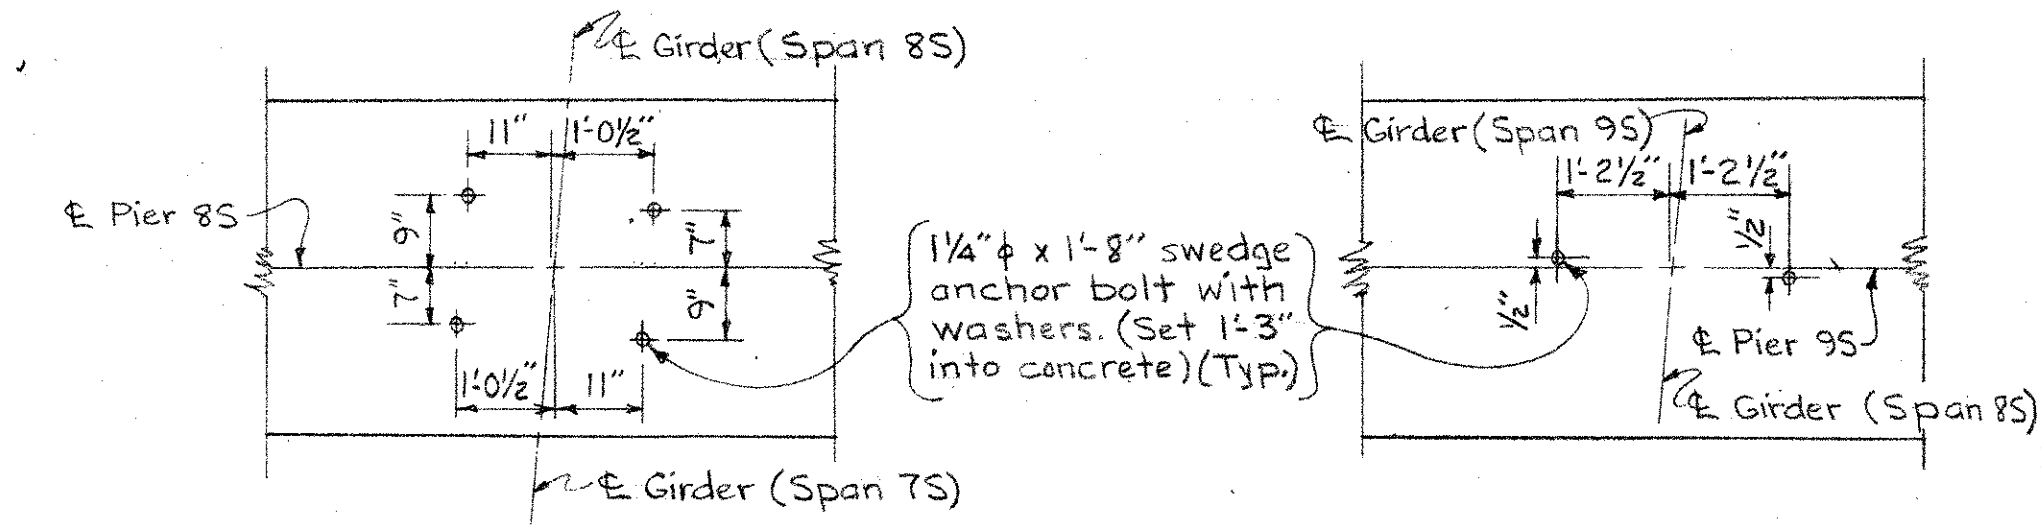 ℄ Girder (Span 8S)
11" 1'-0½"
℄ Pier 8S
9"
7"
7"
9"
1'-0½" 11"
℄ Girder (Span 7S)
1¼"ϕ x 1'-8" swedge
anchor bolt with
washers. (Set 1'-3"
into concrete) (Typ.)
℄ Girder (Span 9S)
1'-2½" 1'-2½"
½"
½"
℄ Pier 9S
℄ Girder (Span 8S)